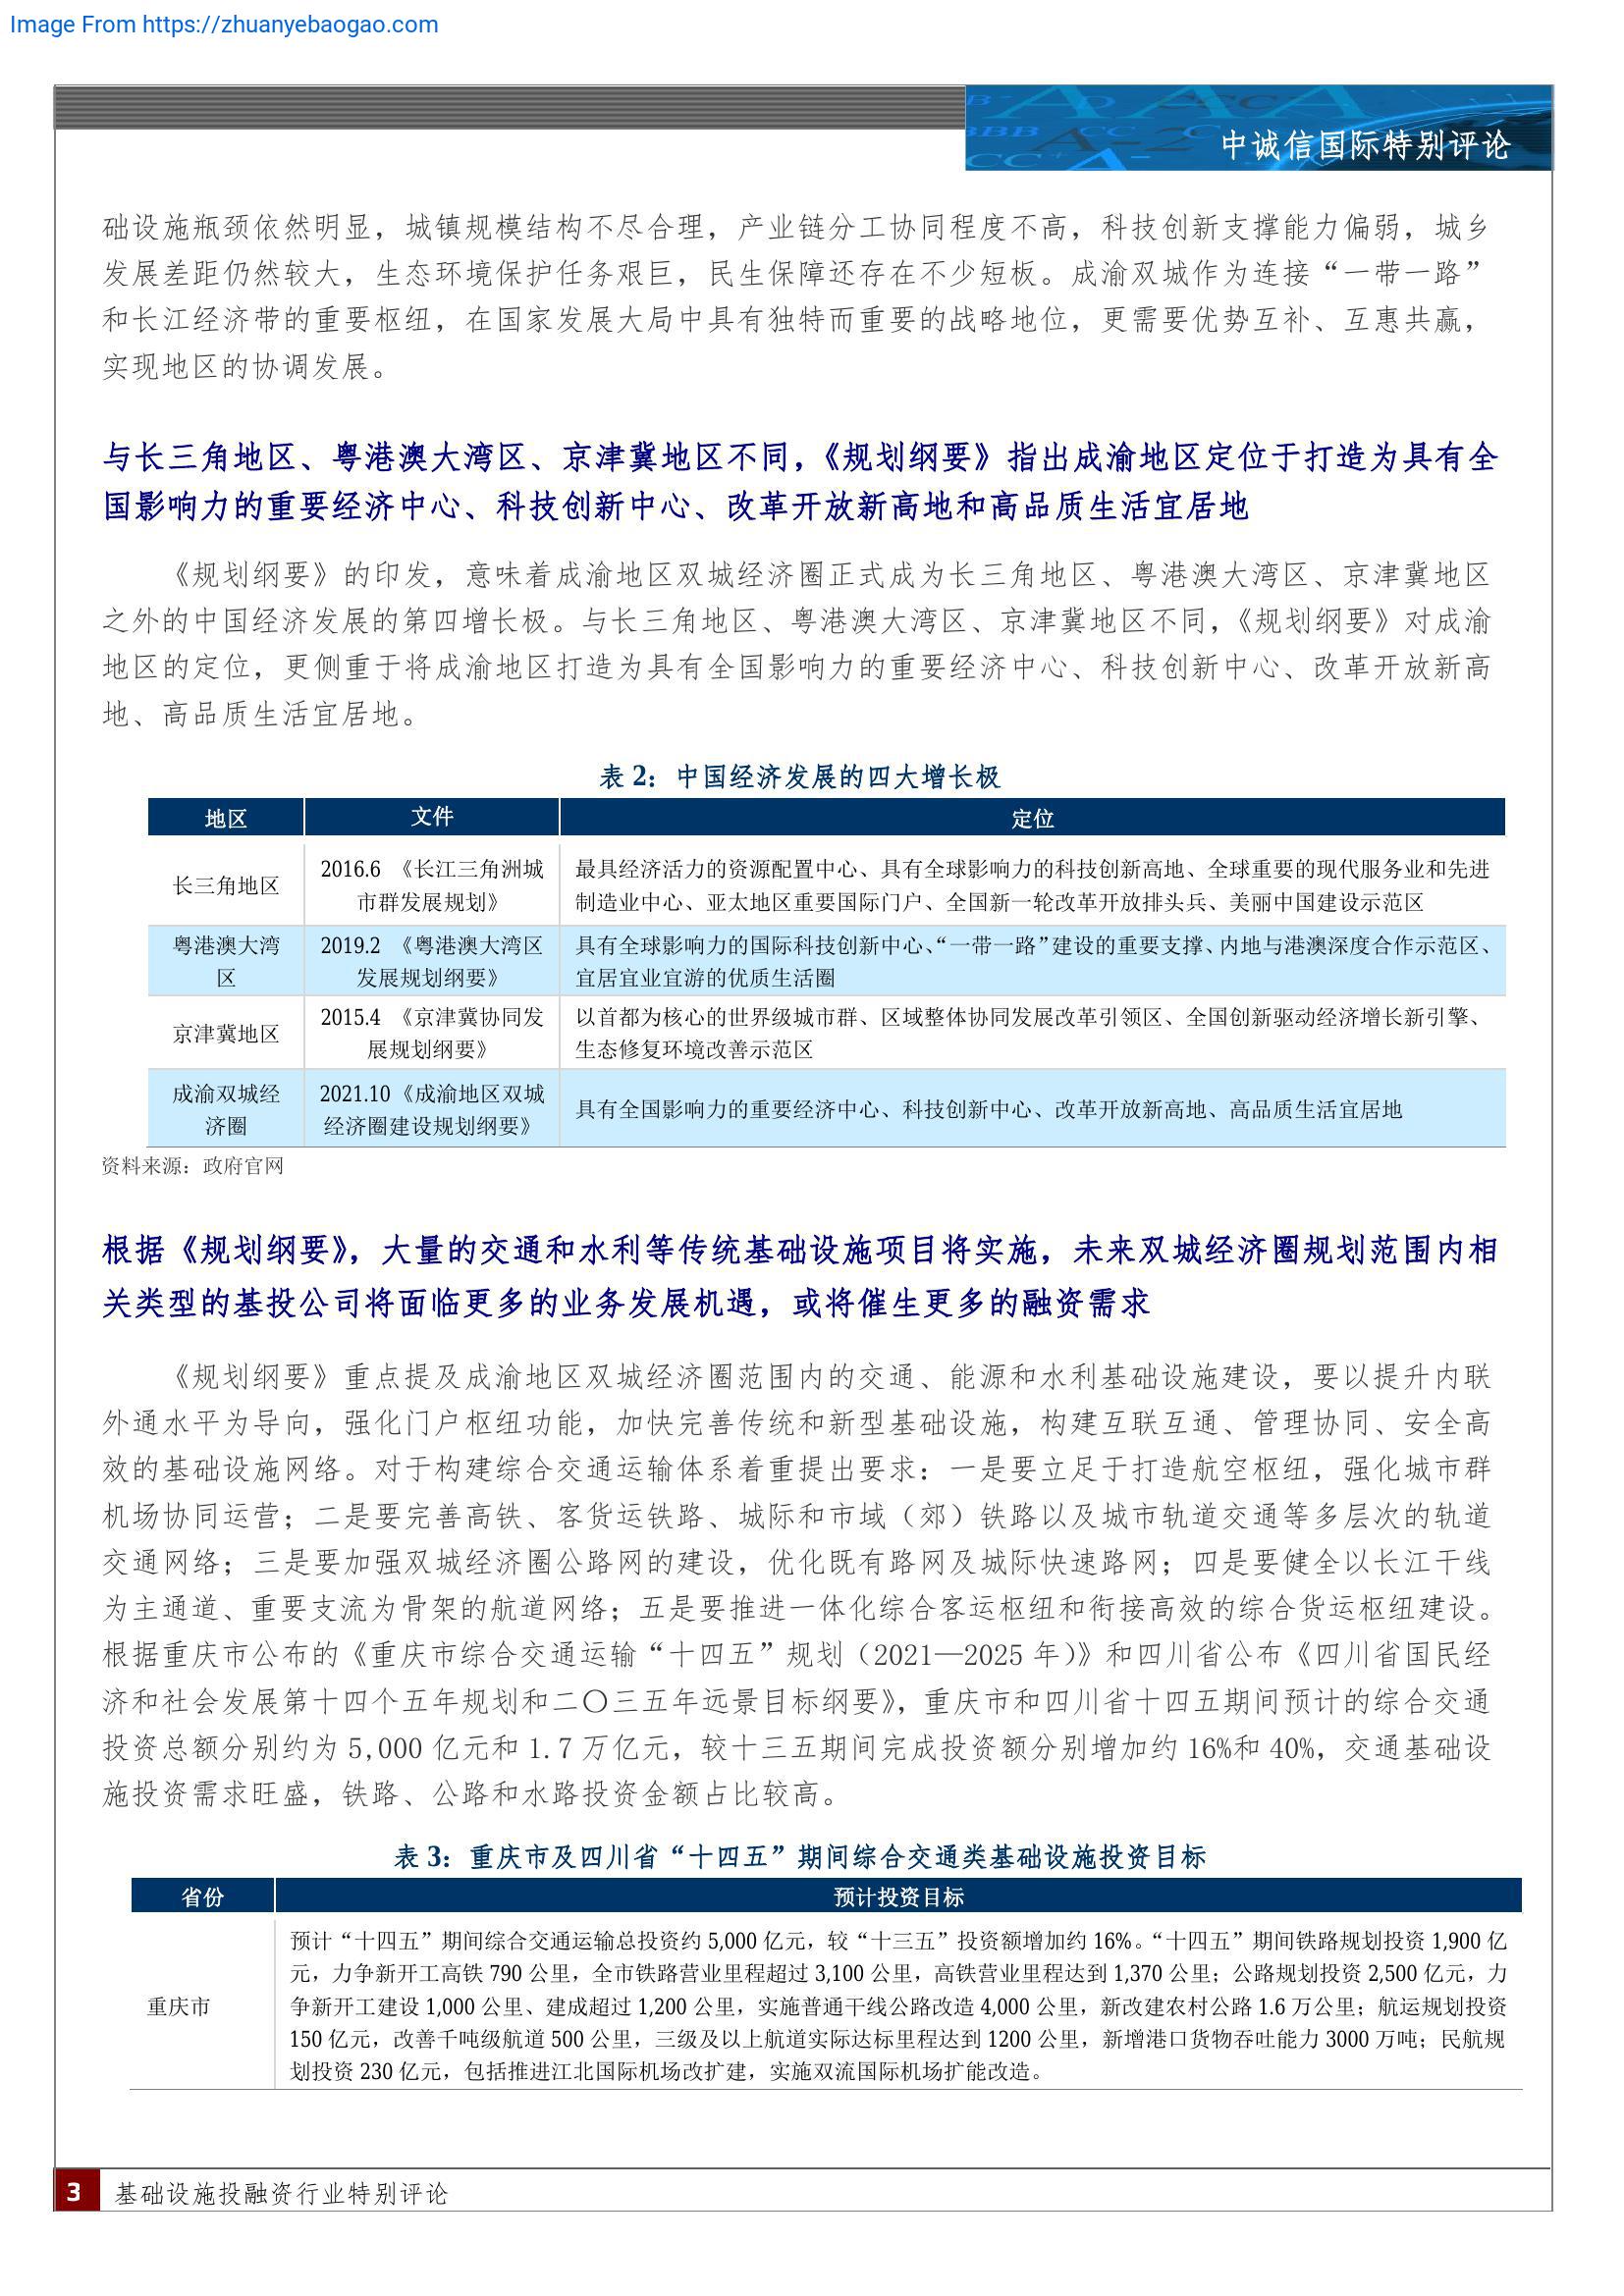 Image From https://zhuanyebaogao.com
中诚信国际特别评论
础设施瓶颈依然明显，城镇规模结构不尽合理，产业链分工协同程度不高，科技创新支撑能力偏弱，城乡
发展差距仍然较大，生态环境保护任务艰巨，民生保障还存在不少短板。成渝双城作为连接“一带一路”
和长江经济带的重要枢纽，在国家发展大局中具有独特而重要的战略地位，更需要优势互补、互惠共赢，
实现地区的协调发展。
与长三角地区、粤港澳大湾区、京津冀地区不同，《规划纲要》指出成渝地区定位于打造为具有全
国影响力的重要经济中心、科技创新中心、改革开放新高地和高品质生活宜居地
《规划纲要》的印发，意味着成渝地区双城经济圈正式成为长三角地区、粤港澳大湾区、京津冀地区
之外的中国经济发展的第四增长极。与长三角地区、粤港澳大湾区、京津冀地区不同，《规划纲要》对成渝
地区的定位，更侧重于将成渝地区打造为具有全国影响力的重要经济中心、科技创新中心、改革开放新高
地、高品质生活宜居地。
表 2：中国经济发展的四大增长极
地区 文件 定位
长三角地区
2016.6 《长江三角洲城
市群发展规划》
最具经济活力的资源配置中心、具有全球影响力的科技创新高地、全球重要的现代服务业和先进
制造业中心、亚太地区重要国际门户、全国新一轮改革开放排头兵、美丽中国建设示范区
粤港澳大湾
区
2019.2 《粤港澳大湾区
发展规划纲要》
具有全球影响力的国际科技创新中心、“一带一路”建设的重要支撑、内地与港澳深度合作示范区、
宜居宜业宜游的优质生活圈
京津冀地区
2015.4 《京津冀协同发
展规划纲要》
以首都为核心的世界级城市群、区域整体协同发展改革引领区、全国创新驱动经济增长新引擎、
生态修复环境改善示范区
成渝双城经
济圈
2021.10《成渝地区双城
经济圈建设规划纲要》
具有全国影响力的重要经济中心、科技创新中心、改革开放新高地、高品质生活宜居地
资料来源：政府官网
根据《规划纲要》，大量的交通和水利等传统基础设施项目将实施，未来双城经济圈规划范围内相
关类型的基投公司将面临更多的业务发展机遇，或将催生更多的融资需求
《规划纲要》重点提及成渝地区双城经济圈范围内的交通、能源和水利基础设施建设，要以提升内联
外通水平为导向，强化门户枢纽功能，加快完善传统和新型基础设施，构建互联互通、管理协同、安全高
效的基础设施网络。对于构建综合交通运输体系着重提出要求：一是要立足于打造航空枢纽，强化城市群
机场协同运营；二是要完善高铁、客货运铁路、城际和市域（郊）铁路以及城市轨道交通等多层次的轨道
交通网络；三是要加强双城经济圈公路网的建设，优化既有路网及城际快速路网；四是要健全以长江干线
为主通道、重要支流为骨架的航道网络；五是要推进一体化综合客运枢纽和衔接高效的综合货运枢纽建设。
根据重庆市公布的《重庆市综合交通运输“十四五”规划（2021—2025 年）》和四川省公布《四川省国民经
济和社会发展第十四个五年规划和二〇三五年远景目标纲要》，重庆市和四川省十四五期间预计的综合交通
投资总额分别约为 5,000 亿元和 1.7 万亿元，较十三五期间完成投资额分别增加约 16%和 40%，交通基础设
施投资需求旺盛，铁路、公路和水路投资金额占比较高。
表 3：重庆市及四川省“十四五”期间综合交通类基础设施投资目标
省份 预计投资目标
重庆市
预计“十四五”期间综合交通运输总投资约 5,000 亿元，较“十三五”投资额增加约 16%。“十四五”期间铁路规划投资 1,900 亿
元，力争新开工高铁 790 公里，全市铁路营业里程超过 3,100 公里，高铁营业里程达到 1,370 公里；公路规划投资 2,500 亿元，力
争新开工建设 1,000 公里、建成超过 1,200 公里，实施普通干线公路改造 4,000 公里，新改建农村公路 1.6 万公里；航运规划投资
150 亿元，改善千吨级航道 500 公里，三级及以上航道实际达标里程达到 1200 公里，新增港口货物吞吐能力 3000 万吨；民航规
划投资 230 亿元，包括推进江北国际机场改扩建，实施双流国际机场扩能改造。
3 基础设施投融资行业特别评论